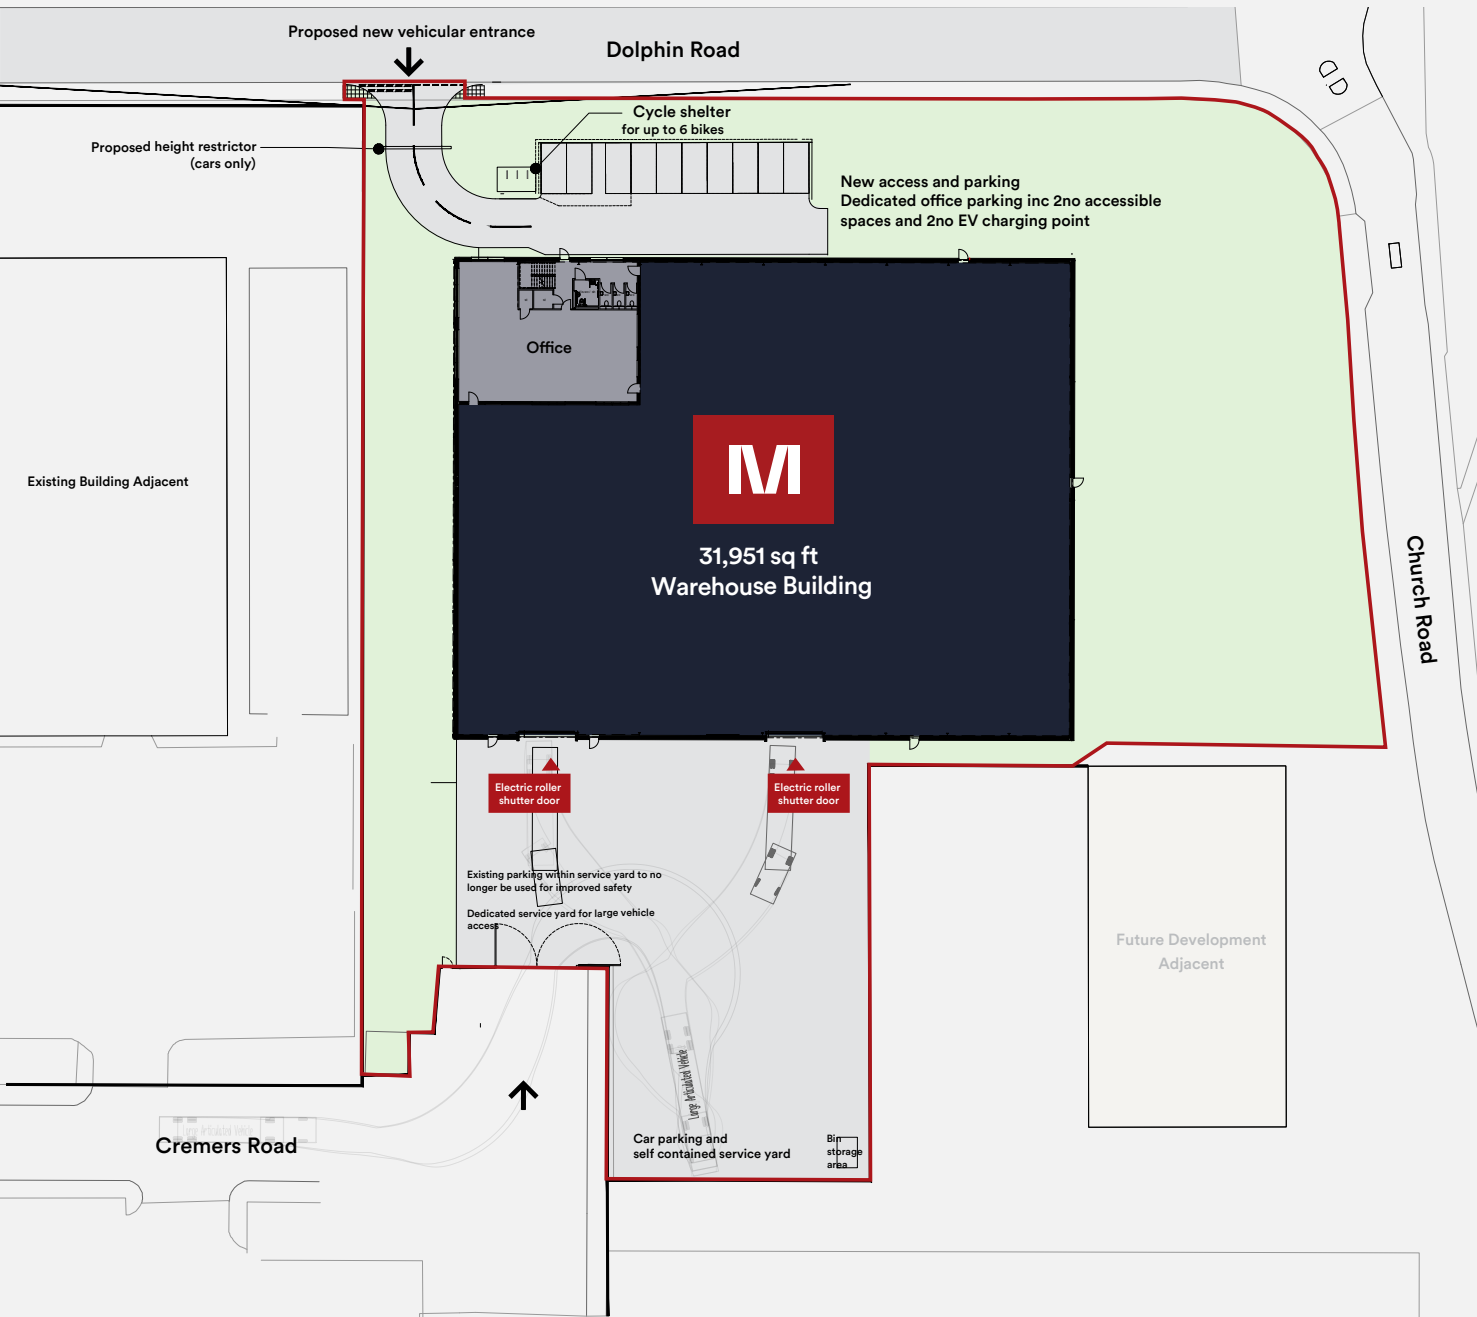 Proposed new vehicular entrance
Dolphin Road
Cycle shelter
for up to 6 bikes
Proposed height restrictor
(cars only)
New access and parking
Dedicated office parking inc 2no accessible
spaces and 2no EV charging point
Office
Existing Building Adjacent
M
31,951 sq ft
Warehouse Building
Church Road
Electric roller
shutter door
Electric roller
shutter door
Existing parking within service yard to no
longer be used for improved safety
Dedicated service yard for large vehicle
access
Future Development
Adjacent
Large Articulated Vehicle
Large Articulated Vehicle
Cremers Road
Car parking and
self contained service yard
Bin
storage
area